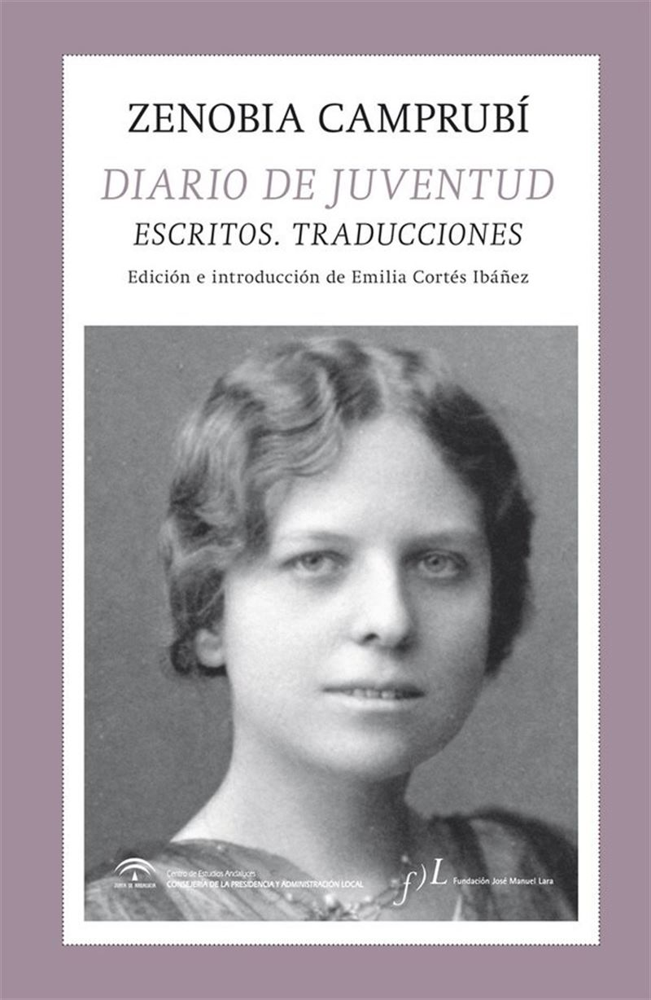 ZENOBIA CAMPRUBÍ
DIARIO DE JUVENTUD
ESCRITOS. TRADUCCIONES
Edición e introducción de Emilia Cortés Ibáñez
JUNTA DE ANDALUCIA
Centro de Estudios Andaluces
CONSEJERÍA DE LA PRESIDENCIA Y ADMINISTRACIÓN LOCAL
f)L Fundación José Manuel Lara